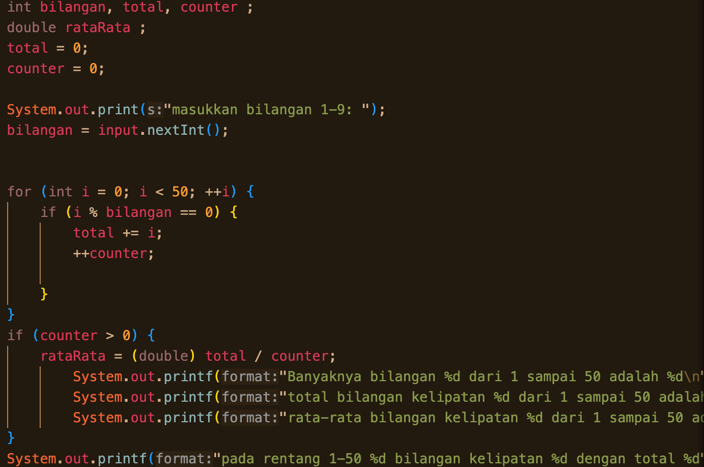 int bilangan, total, counter ;
double rataRata ;
total = 0;
counter = 0;
System.out.print(s:"masukkan bilangan 1-9: ");
bilangan = input.nextInt();
for (int i = 0; i < 50; ++i) {
if (i % bilangan == 0) {
total += i;
++counter;
}
}
if (counter > 0) {
rataRata = (double) total / counter;
System.out.printf(format:"Banyaknya bilangan %d dari 1 sampai 50 adalah %d\n"
System.out.printf(format:"total bilangan kelipatan %d dari 1 sampai 50 adalah
System.out.printf(format:"rata-rata bilangan kelipatan %d dari 1 sampai 50 ad
}
System.out.printf(format:"pada rentang 1-50 %d bilangan kelipatan %d dengan total %d"